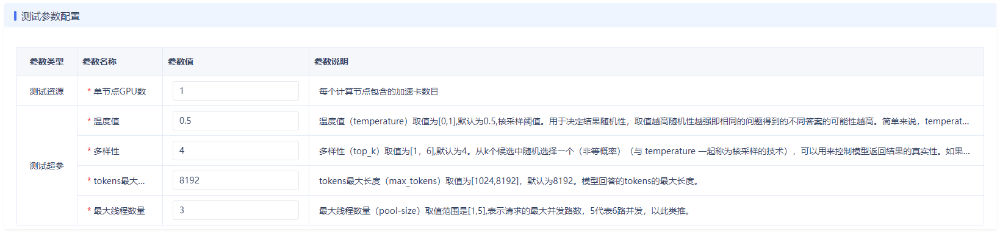 测试参数配置
参数类型 参数名称 参数值 参数说明
测试资源 * 单节点GPU数 1 每个计算节点包含的加速卡数目
* 温度值 0.5 温度值（temperature）取值为[0,1],默认为0.5,核采样阈值。用于决定结果随机性，取值越高随机性越强即相同的问题得到的不同答案的可能性越高。简单来说，temperat...
* 多样性 4 多样性（top_k）取值为[1，6],默认为4。从k个候选中随机选择一个（非等概率）（与 temperature 一起称为核采样的技术），可以用来控制模型返回结果的真实性。如果...
测试超参
* tokens最大... 8192 tokens最大长度（max_tokens）取值为[1024,8192]，默认为8192。模型回答的tokens的最大长度。
* 最大线程数量 3 最大线程数量（pool-size）取值范围是[1,5],表示请求的最大并发路数，5代表6路并发，以此类推。